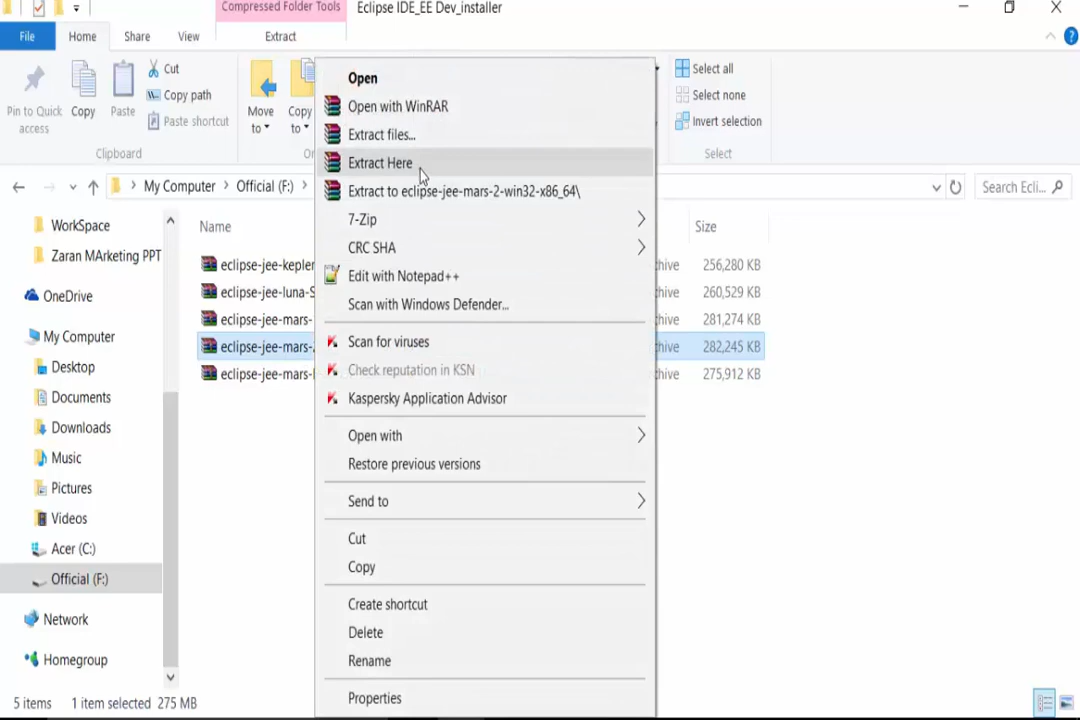 Compressed Folder Tools
Eclipse IDE_EE Dev_installer
File
Home
Share
View
Extract
Pin to Quick
access
Copy
Paste
Cut
Copy path
Paste shortcut
Clipboard
Move
to
Copy
to
Select all
Select none
Invert selection
Select
My Computer
Official (F:)
Search Ecli...
WorkSpace
Zaran MArketing PPT
OneDrive
My Computer
Desktop
Documents
Downloads
Music
Pictures
Videos
Acer (C:)
Official (F:)
Network
Homegroup
Name
Size
eclipse-jee-kepler
256,280 KB
eclipse-jee-luna-S
260,529 KB
eclipse-jee-mars-
281,274 KB
eclipse-jee-mars-
282,245 KB
eclipse-jee-mars-
275,912 KB
Open
Open with WinRAR
Extract files...
Extract Here
Extract to eclipse-jee-mars-2-win32-x86_64\
7-Zip
CRC SHA
Edit with Notepad++
Scan with Windows Defender...
Scan for viruses
Check reputation in KSN
Kaspersky Application Advisor
Open with
Restore previous versions
Send to
Cut
Copy
Create shortcut
Delete
Rename
Properties
5 items
1 item selected 275 MB